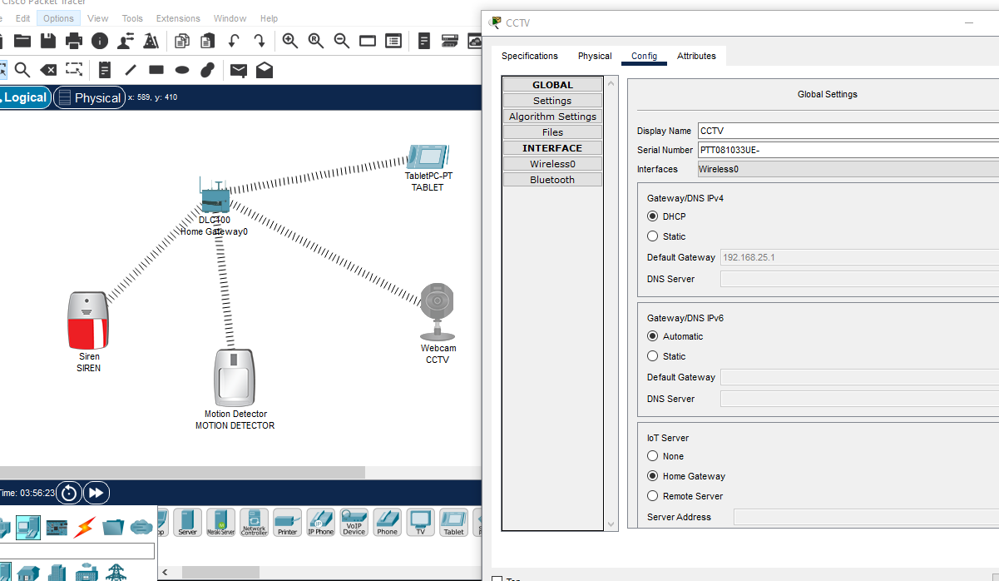 Cisco Packet Tracer
Edit Options View Tools Extensions Window Help
Logical Physical x: 589, y: 410
TabletPC-PT
TABLET
DLC100
Home Gateway0
Siren
SIREN
Webcam
CCTV
Motion Detector
MOTION DETECTOR
Time: 03:56:23
Server
Meraki Server
Network Controller
Printer
IP Phone
VoIP Device
Phone
TV
Tablet
CCTV
Specifications Physical Config Attributes
GLOBAL
Settings
Algorithm Settings
Files
INTERFACE
Wireless0
Bluetooth
Global Settings
Display Name CCTV
Serial Number PTT081033UE-
Interfaces Wireless0
Gateway/DNS IPv4
DHCP
Static
Default Gateway 192.168.25.1
DNS Server
Gateway/DNS IPv6
Automatic
Static
Default Gateway
DNS Server
IoT Server
None
Home Gateway
Remote Server
Server Address